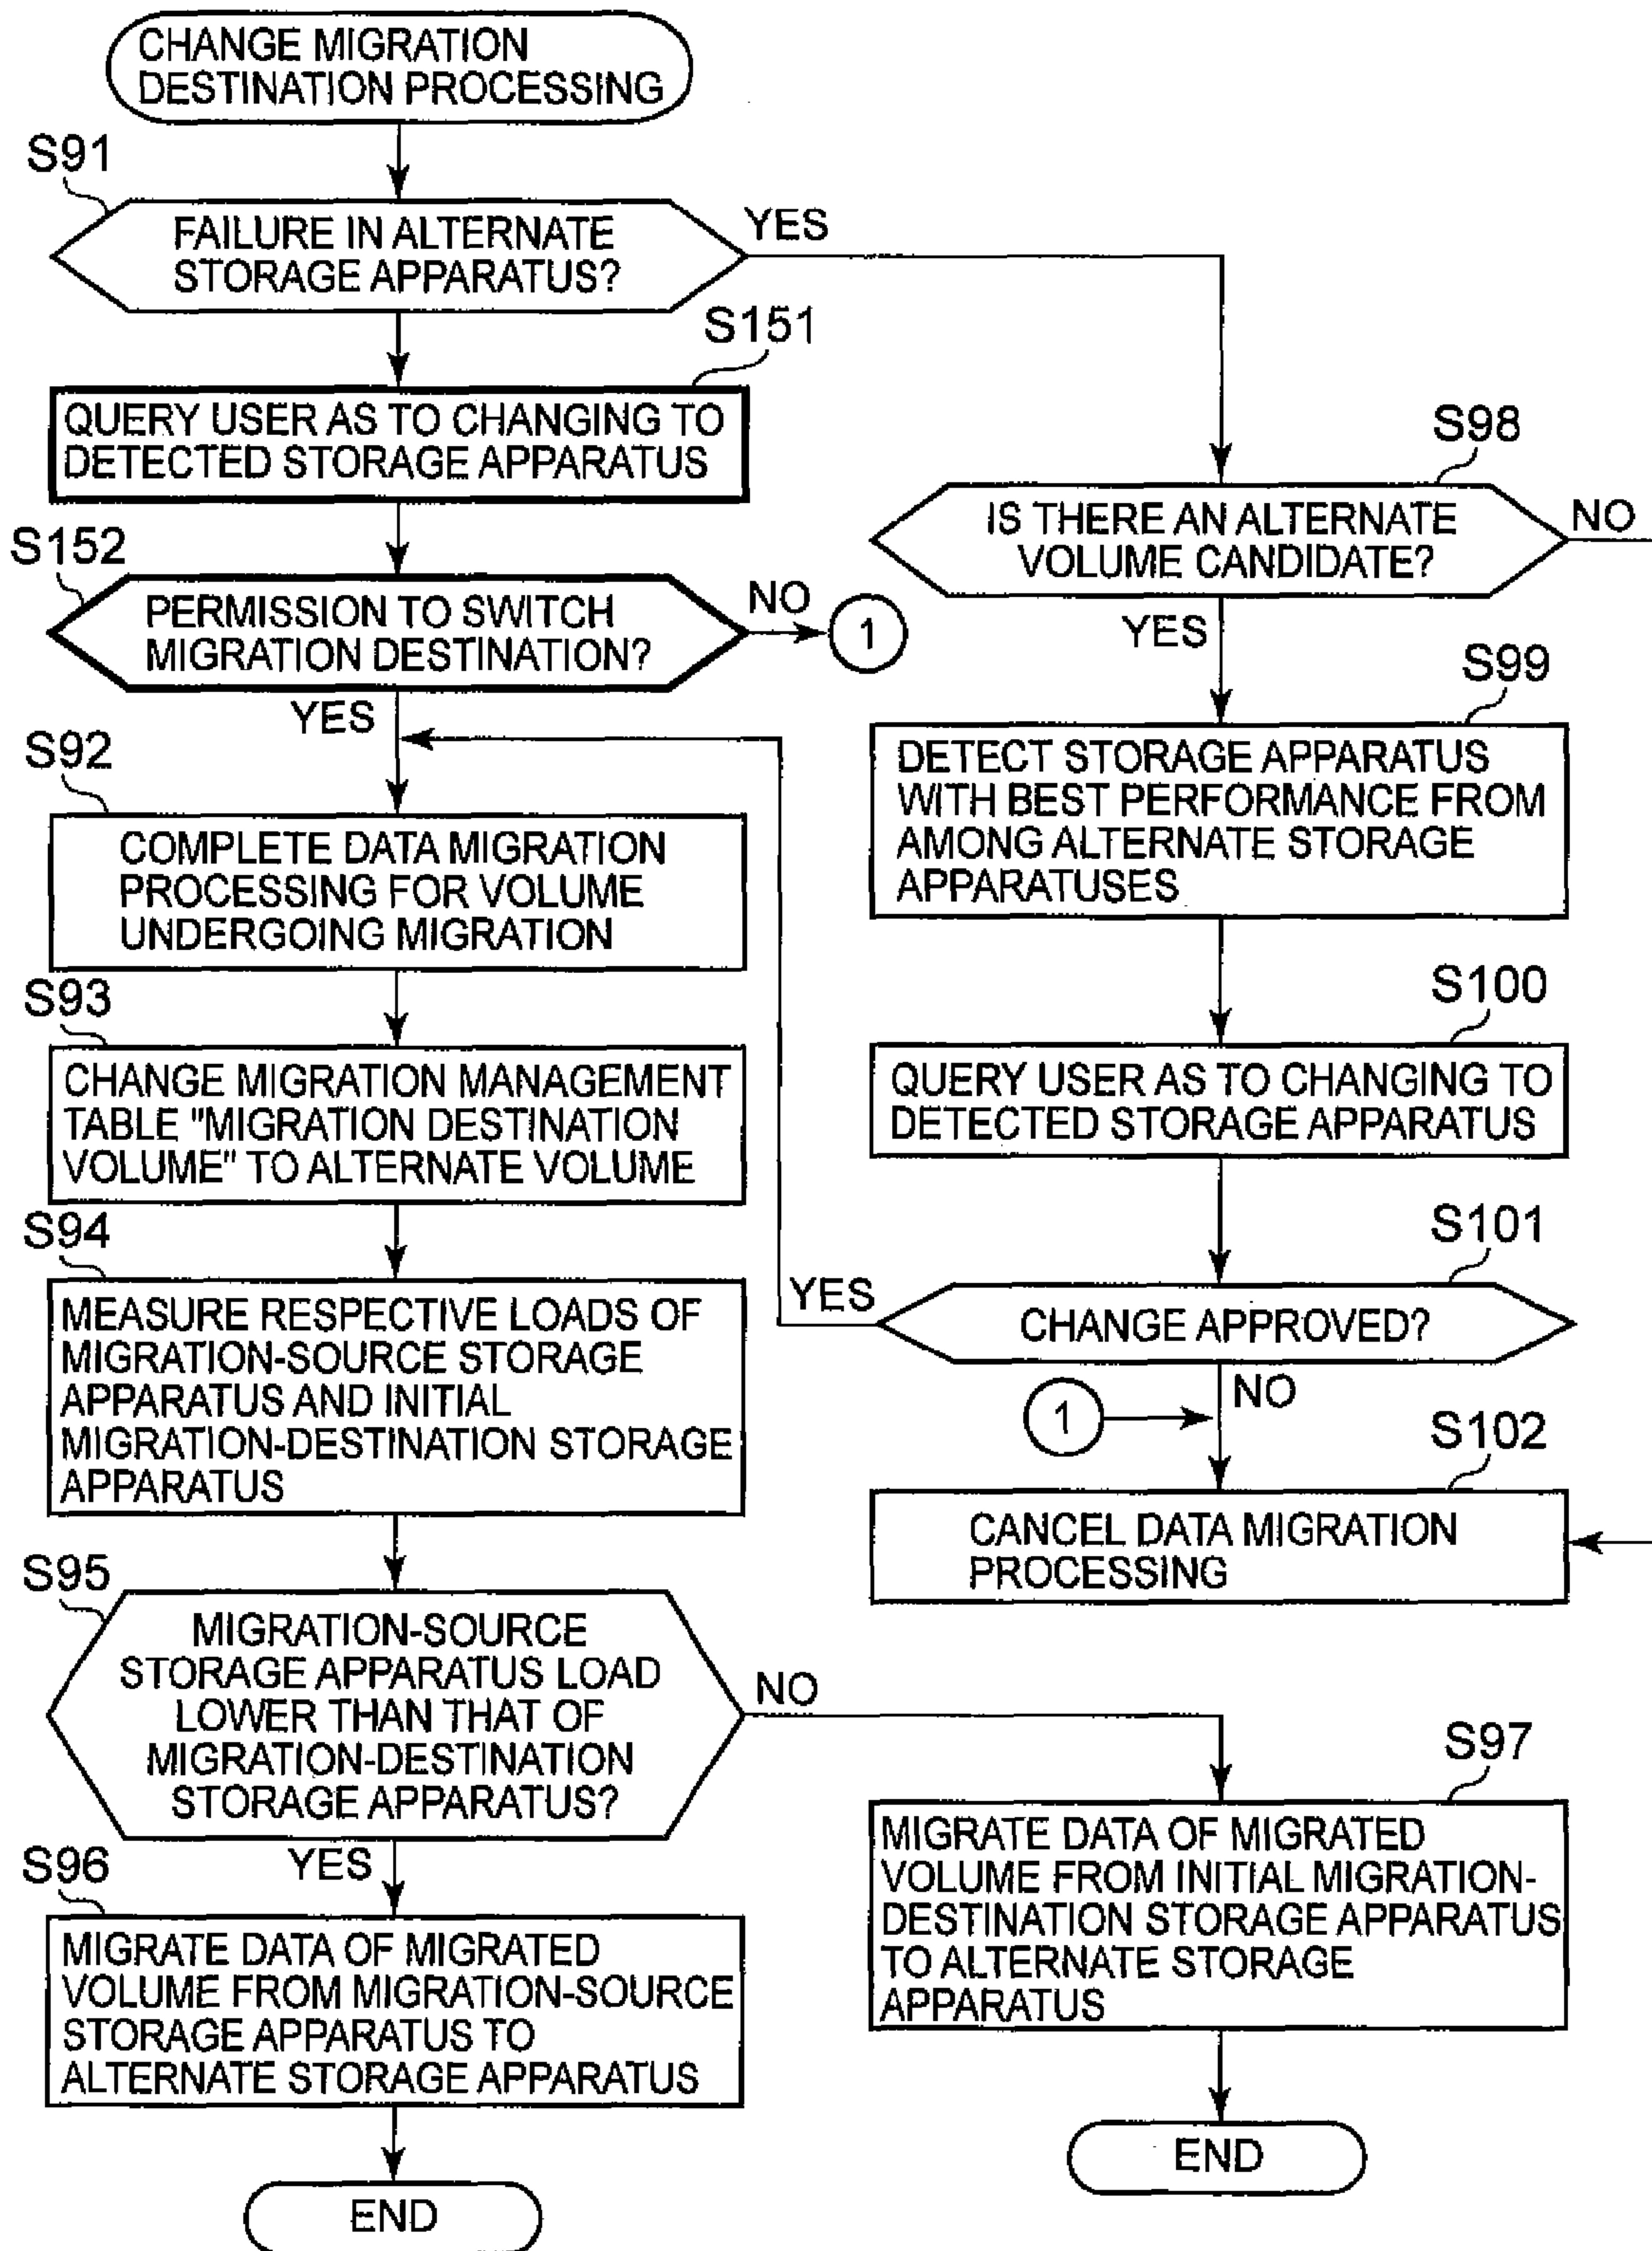 CHANGE MIGRATION
DESTINATION PROCESSING
S91
FAILURE IN ALTERNATE
STORAGE APPARATUS?
YES
S151
QUERY USER AS TO CHANGING TO
DETECTED STORAGE APPARATUS
S152
PERMISSION TO SWITCH
MIGRATION DESTINATION?
NO
1
YES
S92
COMPLETE DATA MIGRATION
PROCESSING FOR VOLUME
UNDERGOING MIGRATION
S93
CHANGE MIGRATION MANAGEMENT
TABLE "MIGRATION DESTINATION
VOLUME" TO ALTERNATE VOLUME
S94
MEASURE RESPECTIVE LOADS OF
MIGRATION-SOURCE STORAGE
APPARATUS AND INITIAL
MIGRATION-DESTINATION STORAGE
APPARATUS
S95
MIGRATION-SOURCE
STORAGE APPARATUS LOAD
LOWER THAN THAT OF
MIGRATION-DESTINATION
STORAGE APPARATUS?
NO
YES
S96
MIGRATE DATA OF MIGRATED
VOLUME FROM MIGRATION-SOURCE
STORAGE APPARATUS TO
ALTERNATE STORAGE APPARATUS
END
S98
IS THERE AN ALTERNATE
VOLUME CANDIDATE?
NO
YES
S99
DETECT STORAGE APPARATUS
WITH BEST PERFORMANCE FROM
AMONG ALTERNATE STORAGE
APPARATUSES
S100
QUERY USER AS TO CHANGING TO
DETECTED STORAGE APPARATUS
S101
YES
CHANGE APPROVED?
NO
1
S102
CANCEL DATA MIGRATION
PROCESSING
S97
MIGRATE DATA OF MIGRATED
VOLUME FROM INITIAL MIGRATION-
DESTINATION STORAGE APPARATUS
TO ALTERNATE STORAGE
APPARATUS
END